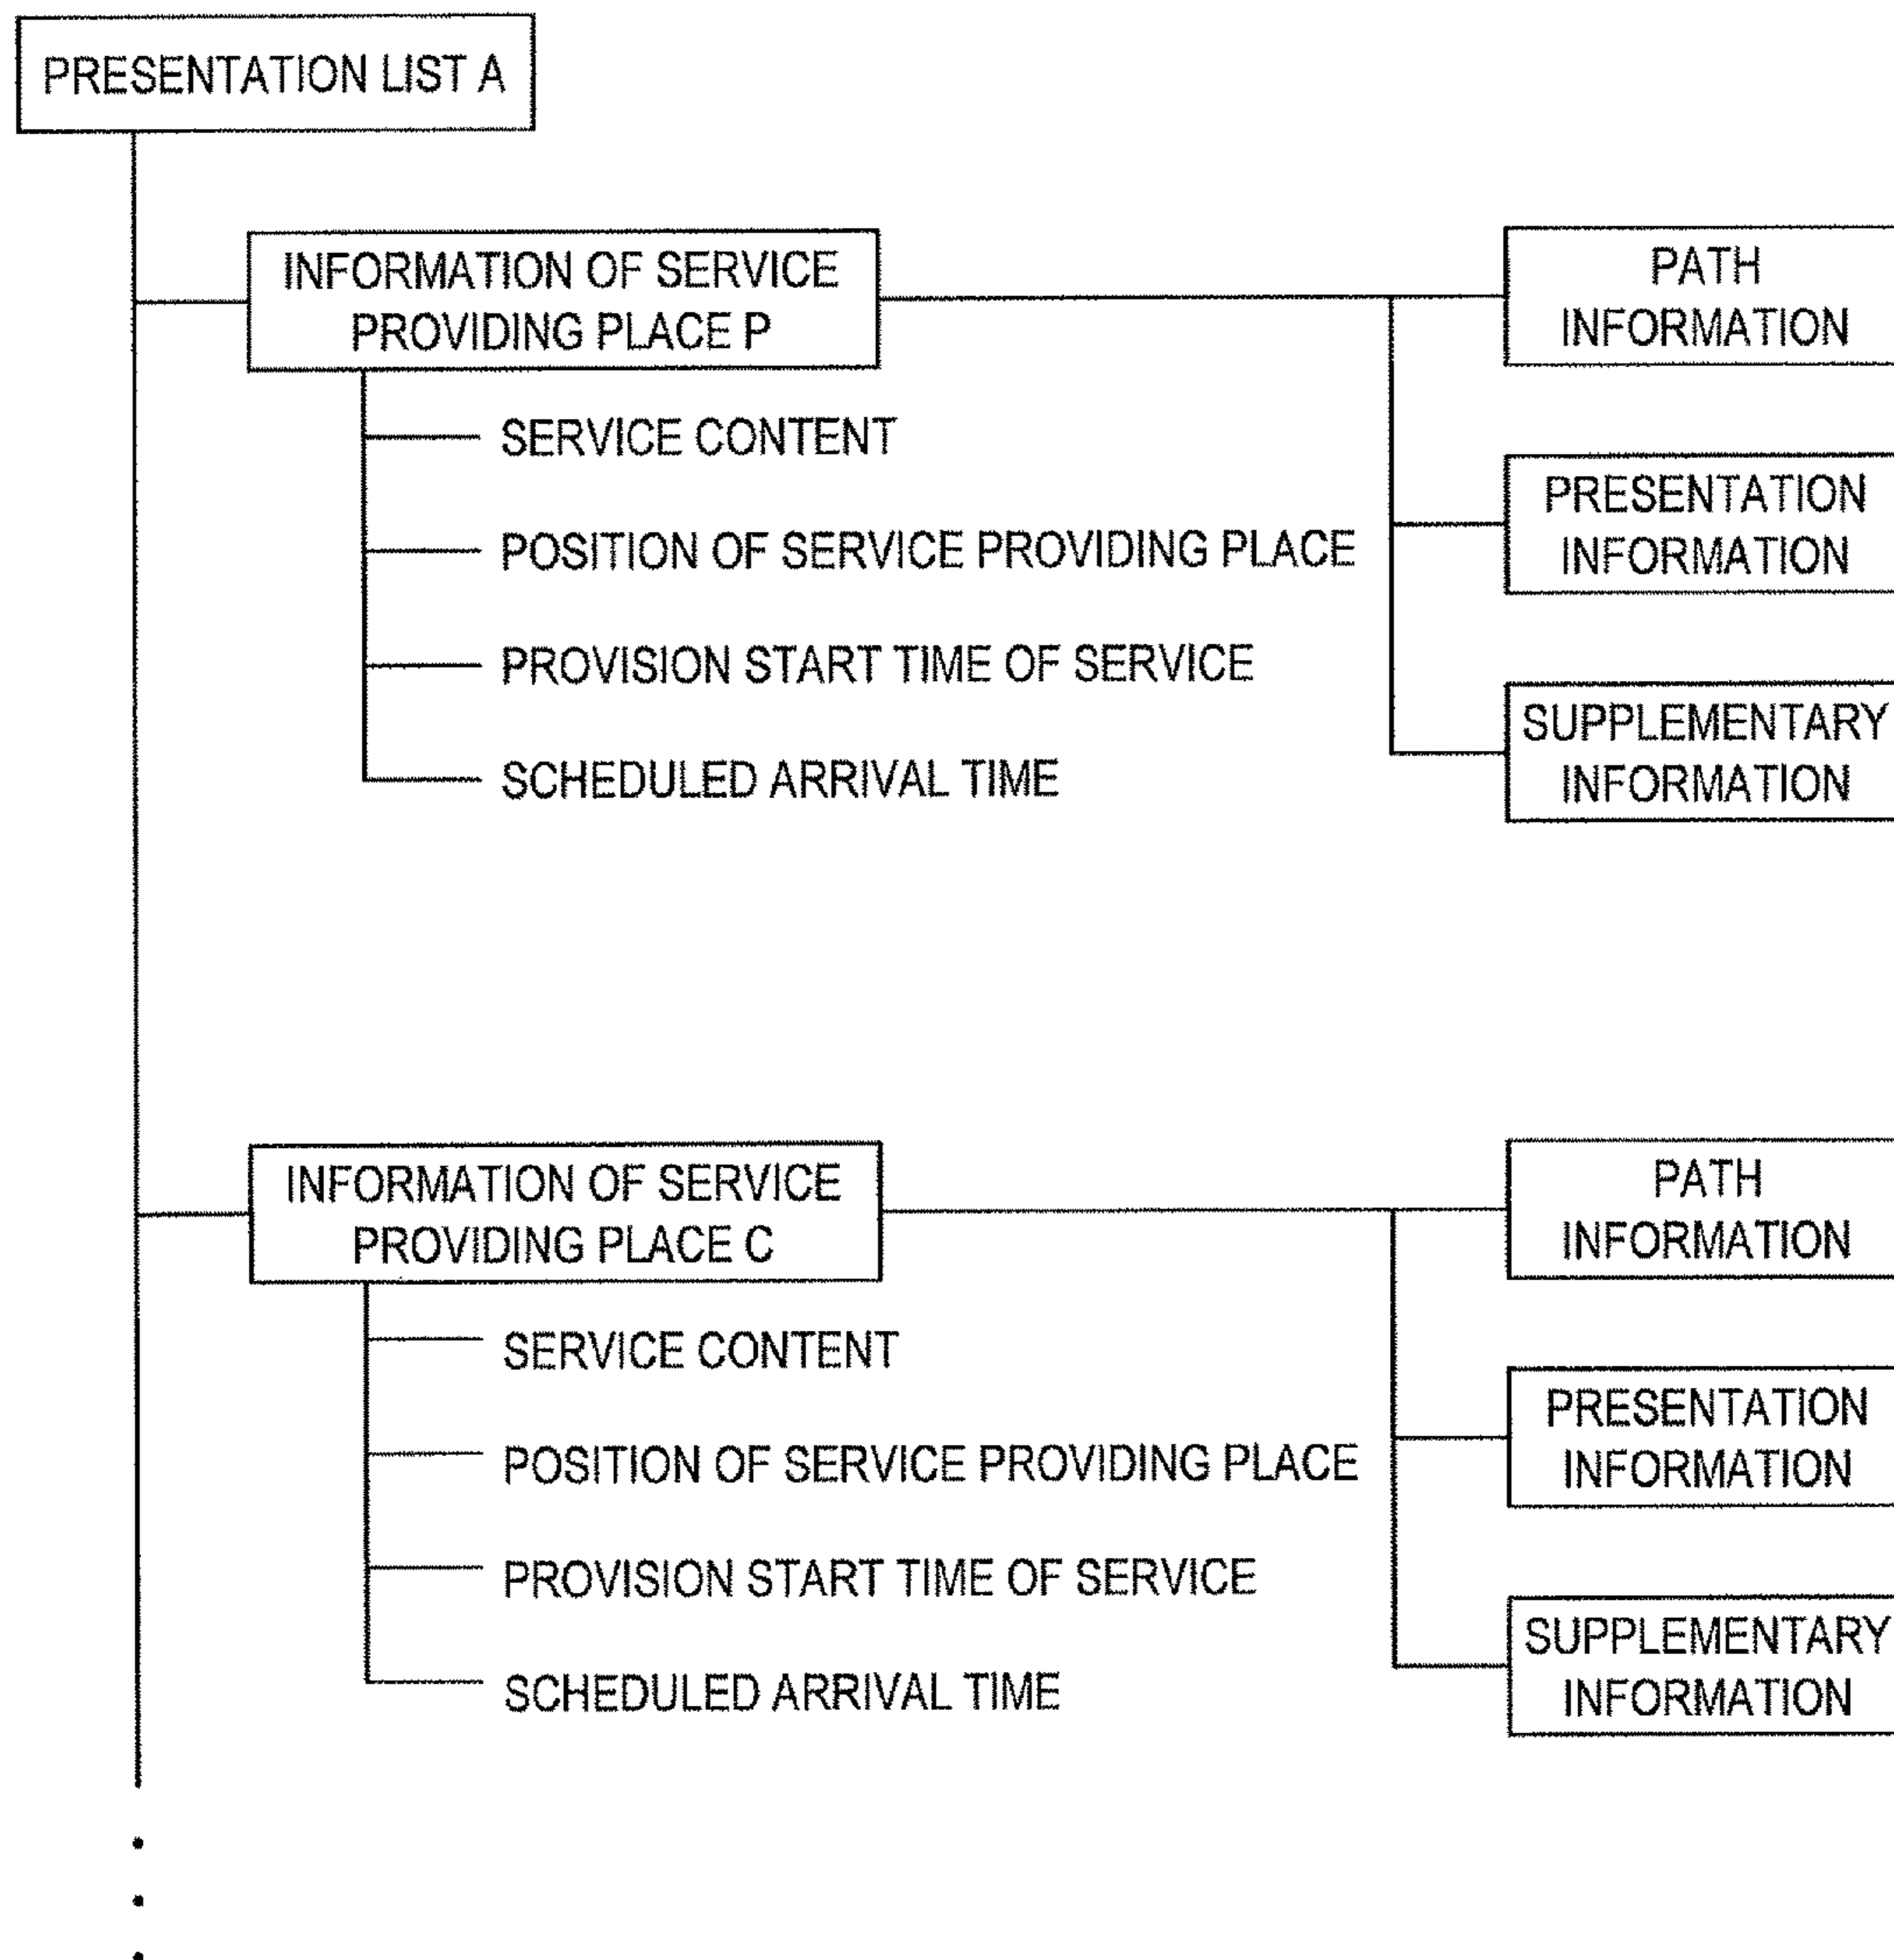 PRESENTATION LIST A
INFORMATION OF SERVICE
PROVIDING PLACE P
SERVICE CONTENT
POSITION OF SERVICE PROVIDING PLACE
PROVISION START TIME OF SERVICE
SCHEDULED ARRIVAL TIME
PATH
INFORMATION
PRESENTATION
INFORMATION
SUPPLEMENTARY
INFORMATION
INFORMATION OF SERVICE
PROVIDING PLACE C
SERVICE CONTENT
POSITION OF SERVICE PROVIDING PLACE
PROVISION START TIME OF SERVICE
SCHEDULED ARRIVAL TIME
PATH
INFORMATION
PRESENTATION
INFORMATION
SUPPLEMENTARY
INFORMATION